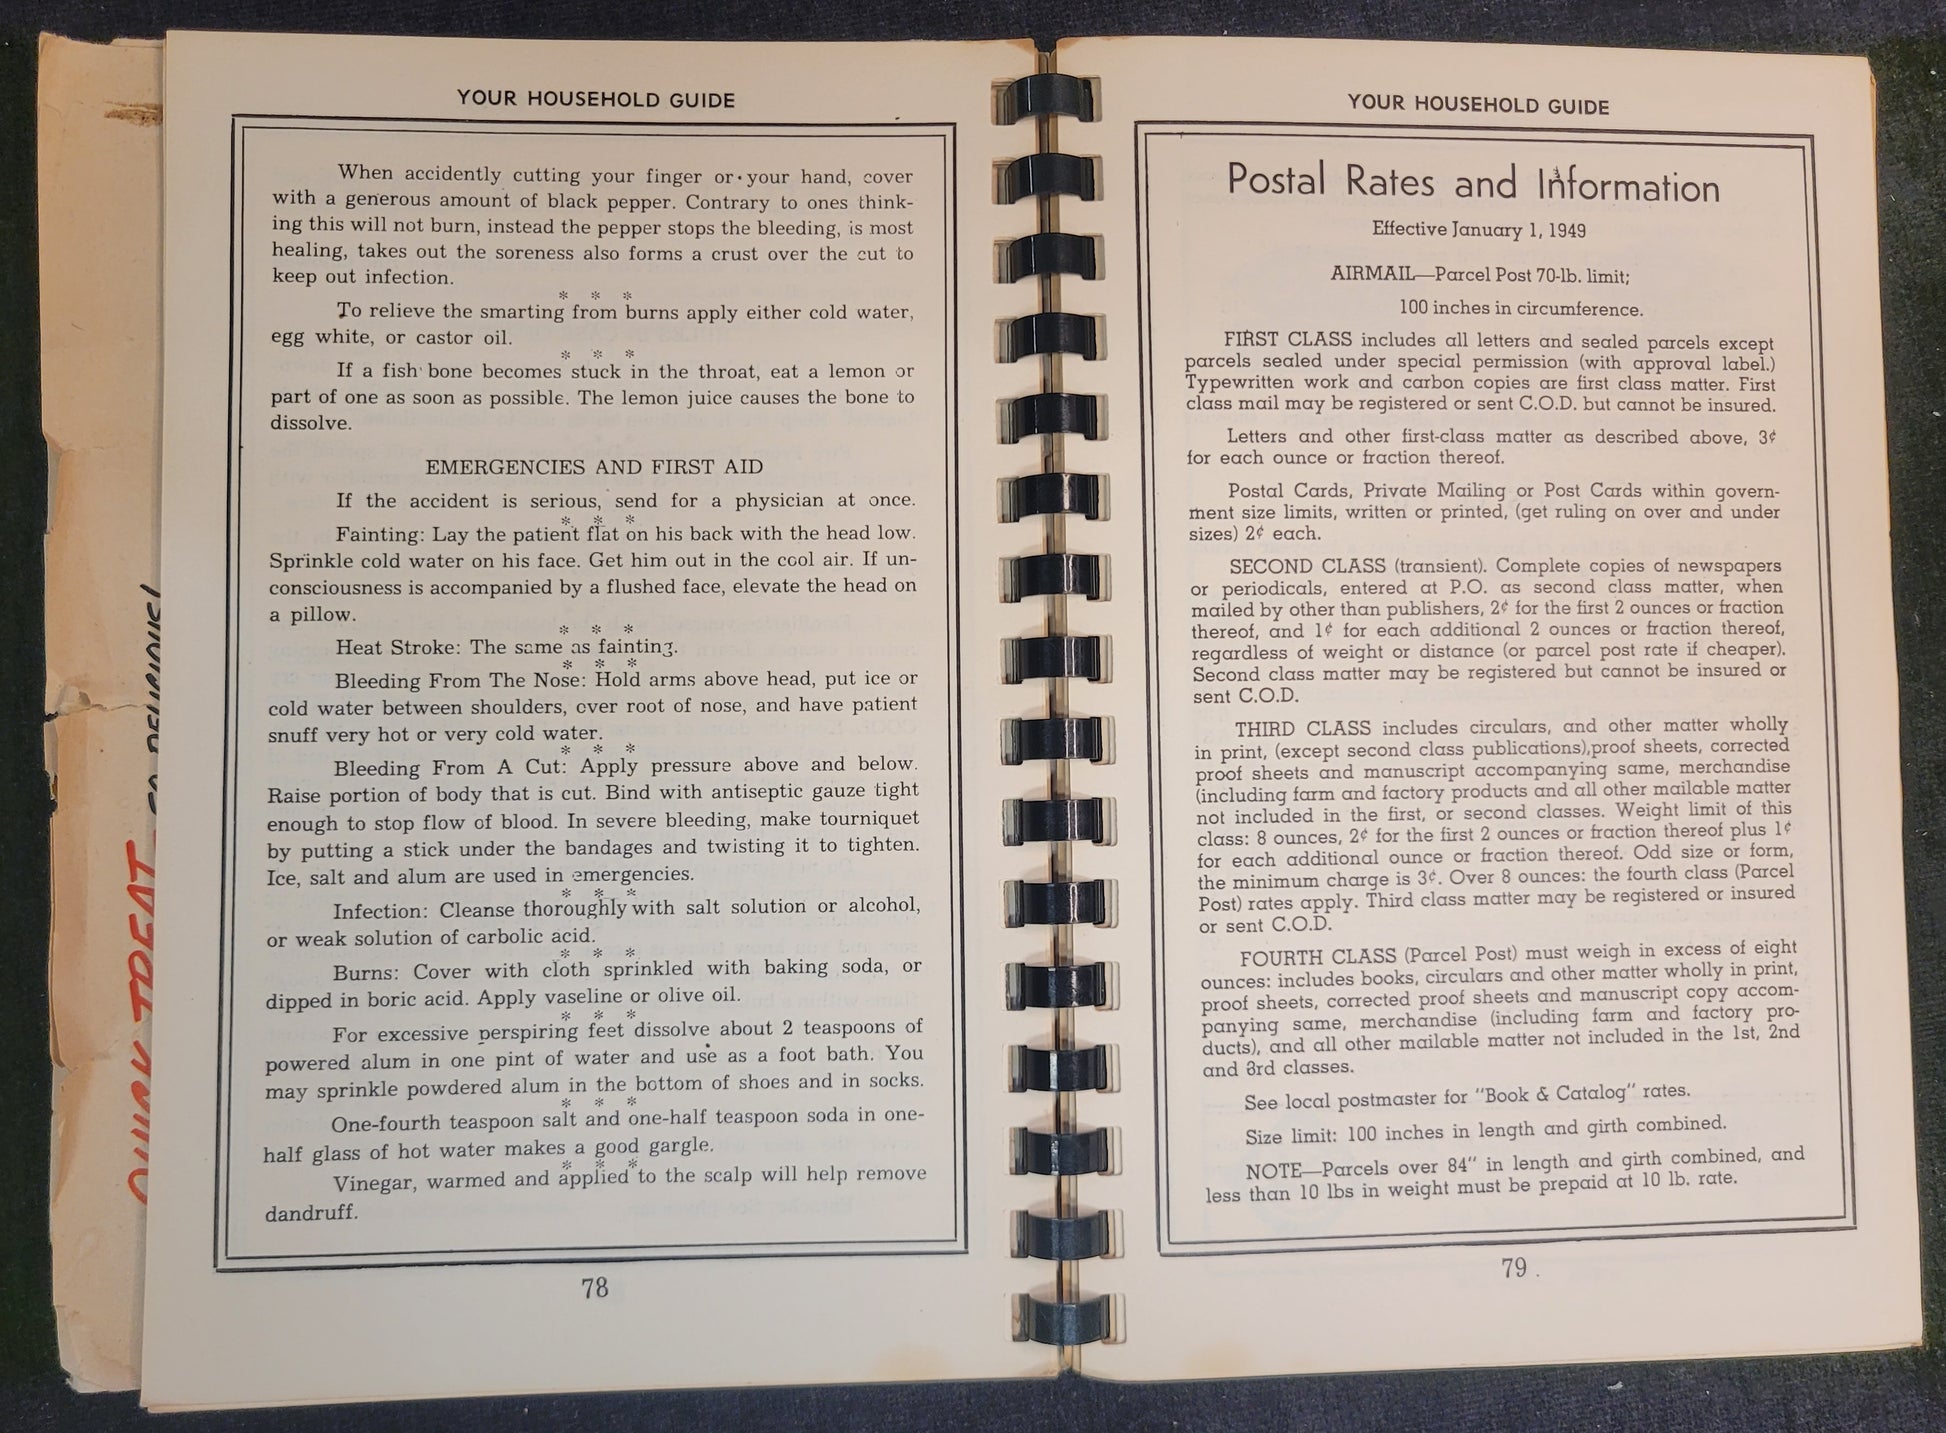 YOUR HOUSEHOLD GUIDE
When accidently cutting your finger or your hand, cover
with a generous amount of black pepper. Contrary to ones think-
ing this will not burn, instead the pepper stops the bleeding, is most
healing, takes out the soreness also forms a crust over the cut to
keep out infection.
* * *
To relieve the smarting from burns apply either cold water,
egg white, or castor oil.
* * *
If a fish bone becomes stuck in the throat, eat a lemon or
part of one as soon as possible. The lemon juice causes the bone to
dissolve.
EMERGENCIES AND FIRST AID
If the accident is serious, send for a physician at once.
* * *
Fainting: Lay the patient flat on his back with the head low.
Sprinkle cold water on his face. Get him out in the cool air. If un-
consciousness is accompanied by a flushed face, elevate the head on
a pillow.
* * *
Heat Stroke: The same as fainting.
* * *
Bleeding From The Nose: Hold arms above head, put ice or
cold water between shoulders, over root of nose, and have patient
snuff very hot or very cold water.
* * *
Bleeding From A Cut: Apply pressure above and below.
Raise portion of body that is cut. Bind with antiseptic gauze tight
enough to stop flow of blood. In severe bleeding, make tourniquet
by putting a stick under the bandages and twisting it to tighten.
Ice, salt and alum are used in emergencies.
* * *
Infection: Cleanse thoroughly with salt solution or alcohol,
or weak solution of carbolic acid.
* * *
Burns: Cover with cloth sprinkled with baking soda, or
dipped in boric acid. Apply vaseline or olive oil.
* * *
For excessive perspiring feet dissolve about 2 teaspoons of
powered alum in one pint of water and use as a foot bath. You
may sprinkle powdered alum in the bottom of shoes and in socks.
* * *
One-fourth teaspoon salt and one-half teaspoon soda in one-
half glass of hot water makes a good gargle.
* * *
Vinegar, warmed and applied to the scalp will help remove
dandruff.
78
YOUR HOUSEHOLD GUIDE
Postal Rates and Information
Effective January 1, 1949
AIRMAIL—Parcel Post 70-lb. limit;
100 inches in circumference.
FIRST CLASS includes all letters and sealed parcels except
parcels sealed under special permission (with approval label.)
Typewritten work and carbon copies are first class matter. First
class mail may be registered or sent C.O.D. but cannot be insured.
Letters and other first-class matter as described above, 3¢
for each ounce or fraction thereof.
Postal Cards, Private Mailing or Post Cards within govern-
ment size limits, written or printed, (get ruling on over and under
sizes) 2¢ each.
SECOND CLASS (transient). Complete copies of newspapers
or periodicals, entered at P.O. as second class matter, when
mailed by other than publishers, 2¢ for the first 2 ounces or fraction
thereof, and 1¢ for each additional 2 ounces or fraction thereof,
regardless of weight or distance (or parcel post rate if cheaper).
Second class matter may be registered but cannot be insured or
sent C.O.D.
THIRD CLASS includes circulars, and other matter wholly
in print, (except second class publications),proof sheets, corrected
proof sheets and manuscript accompanying same, merchandise
(including farm and factory products and all other mailable matter
not included in the first, or second classes. Weight limit of this
class: 8 ounces, 2¢ for the first 2 ounces or fraction thereof plus 1¢
for each additional ounce or fraction thereof. Odd size or form,
the minimum charge is 3¢. Over 8 ounces: the fourth class (Parcel
Post) rates apply. Third class matter may be registered or insured
or sent C.O.D.
FOURTH CLASS (Parcel Post) must weigh in excess of eight
ounces: includes books, circulars and other matter wholly in print,
proof sheets, corrected proof sheets and manuscript copy accom-
panying same, merchandise (including farm and factory pro-
ducts), and all other mailable matter not included in the 1st, 2nd
and 3rd classes.
See local postmaster for "Book & Catalog" rates.
Size limit: 100 inches in length and girth combined.
NOTE—Parcels over 84" in length and girth combined, and
less than 10 lbs in weight must be prepaid at 10 lb. rate.
79
TREAT